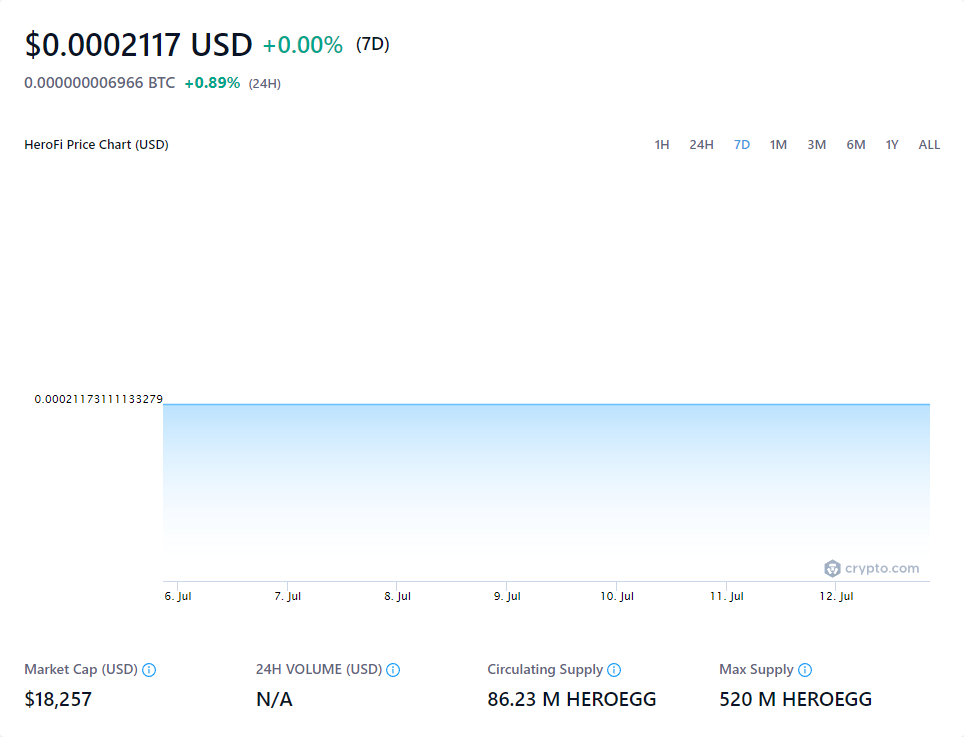 $0.0002117 USD +0.00% (7D)
0.000000006966 BTC +0.89% (24H)
HeroFi Price Chart (USD) 1H 24H 7D 1M 3M 6M 1Y ALL
0.00021173111133279
crypto.com
6. Jul 7. Jul 8. Jul 9. Jul 10. Jul 11. Jul 12. Jul
Market Cap (USD) 24H VOLUME (USD) Circulating Supply Max Supply
$18,257 N/A 86.23 M HEROEGG 520 M HEROEGG